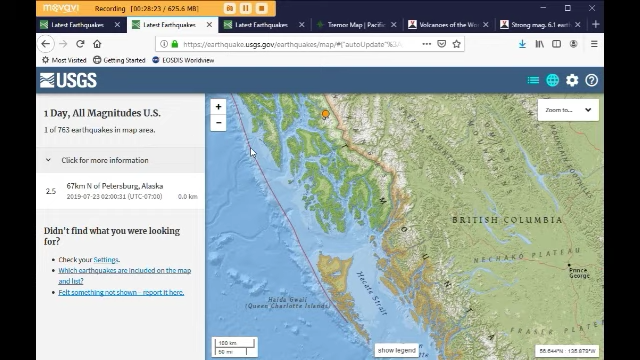 movavi
Recording (00:28:23 / 625.6 MB)
Latest Earthquakes
Latest Earthquakes
Latest Earthquakes
Tremor Map | Pacific
Volcanoes of the Wo
Strong mag. 6.1 earth
https://earthquake.usgs.gov/earthquakes/map/#{"autoUpdate"
Most Visited
Getting Started
EOSDIS Worldview
USGS
1 Day, All Magnitudes U.S.
1 of 763 earthquakes in map area.
Click for more information
2.5
67km N of Petersburg, Alaska
2019-07-23 02:00:31 (UTC-07:00)
0.0 km
Didn't find what you were looking for?
Check your Settings.
Which earthquakes are included on the map and list?
Felt something not shown – report it here.
+
−
Zoom to...
BRITISH COLUMBIA
NECHAKO PLATEAU
Prince
George
FRASER PLATE
Haida Gwaii
(Queen Charlotte Islands)
Hecate Strait
M
O
U
N
T
A
100 km
50 mi
show legend